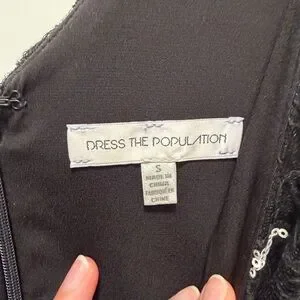 DRESS THE POPULATION
S
MADE IN
CHINA
FABRIQUÉ EN
CHINE